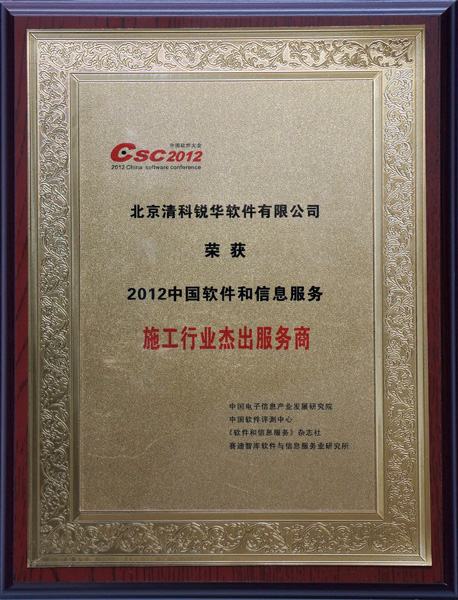 中国软件大会
CSC2012
2012 China software conference
北京清科锐华软件有限公司
荣 获
2012中国软件和信息服务
施工行业杰出服务商
中国电子信息产业发展研究院
中国软件评测中心
《软件和信息服务》杂志社
赛迪智库软件与信息服务业研究所